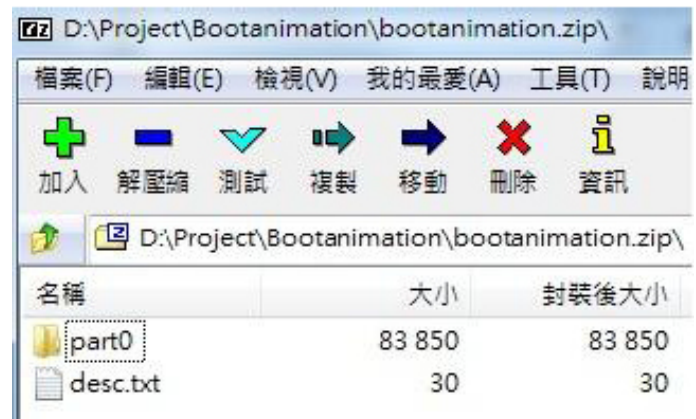 7z D:\Project\Bootanimation\bootanimation.zip\
檔案(F) 編輯(E) 檢視(V) 我的最愛(A) 工具(T) 說明
加入 解壓縮 測試 複製 移動 刪除 資訊
D:\Project\Bootanimation\bootanimation.zip\
名稱 大小 封裝後大小
part0 83 850 83 850
desc.txt 30 30